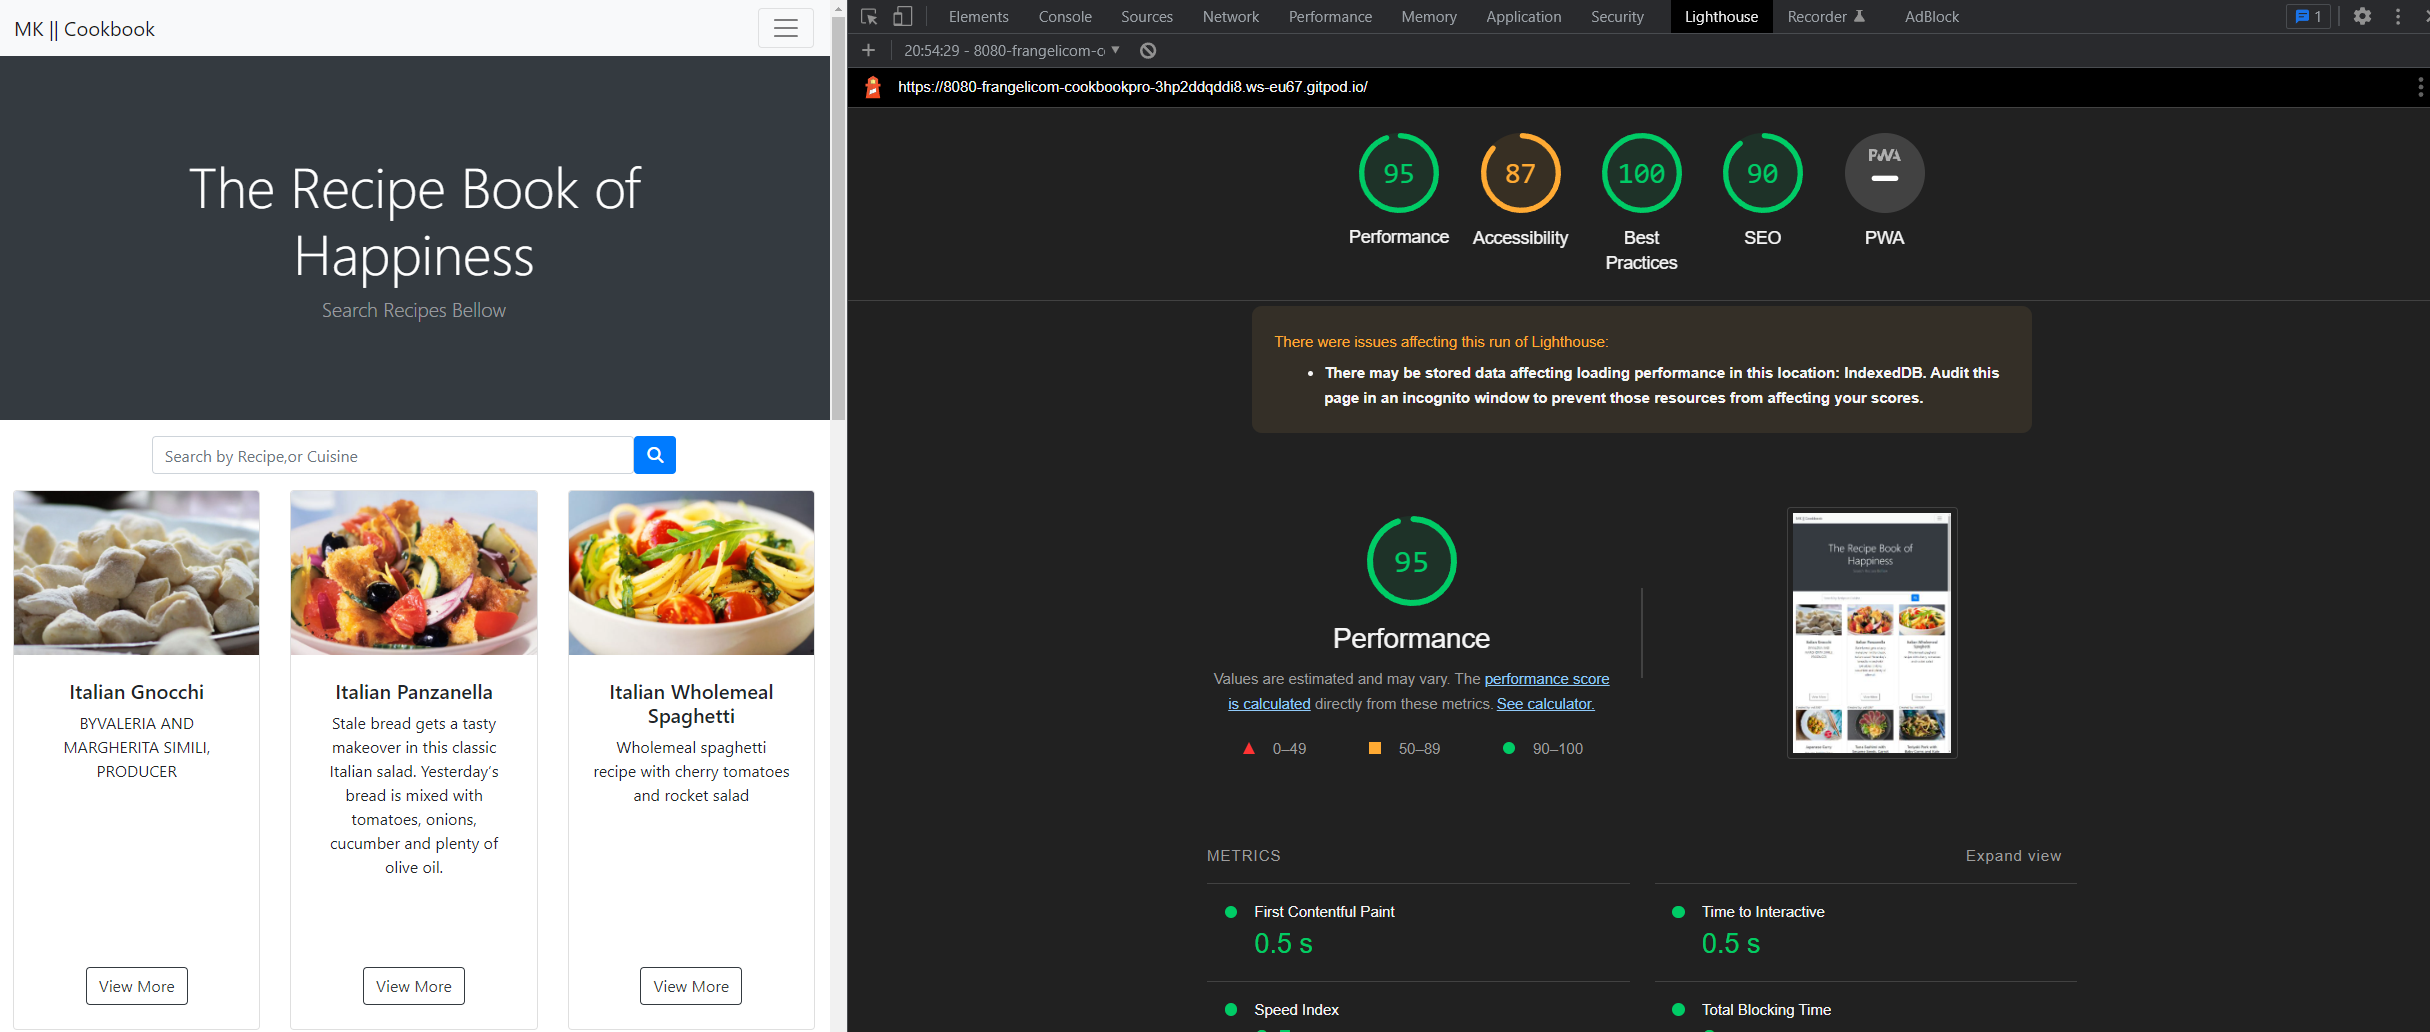 MK || Cookbook
The Recipe Book of
Happiness
Search Recipes Bellow
Search by Recipe,or Cuisine
Italian Gnocchi
BYVALERIA AND
MARGHERITA SIMILI,
PRODUCER
View More
Italian Panzanella
Stale bread gets a tasty
makeover in this classic
Italian salad. Yesterday's
bread is mixed with
tomatoes, onions,
cucumber and plenty of
olive oil.
View More
Italian Wholemeal
Spaghetti
Wholemeal spaghetti
recipe with cherry tomatoes
and rocket salad
View More
Elements Console Sources Network Performance Memory Application Security Lighthouse Recorder AdBlock 1
20:54:29 - 8080-frangelicom-c
https://8080-frangelicom-cookbookpro-3hp2ddqddi8.ws-eu67.gitpod.io/
95 87 100 90 PWA
Performance Accessibility Best Practices SEO PWA
There were issues affecting this run of Lighthouse:
There may be stored data affecting loading performance in this location: IndexedDB. Audit this
page in an incognito window to prevent those resources from affecting your scores.
95
Performance
Values are estimated and may vary. The performance score
is calculated directly from these metrics. See calculator.
0–49 50–89 90–100
The Recipe Book of
Happiness
METRICS Expand view
First Contentful Paint
0.5 s
Time to Interactive
0.5 s
Speed Index
Total Blocking Time